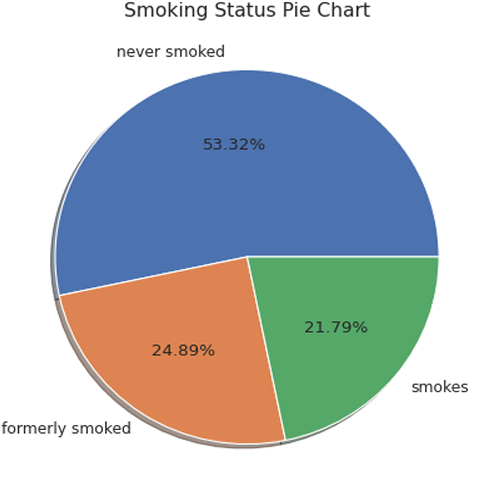 Smoking Status Pie Chart
never smoked
53.32%
21.79%
24.89%
smokes
formerly smoked